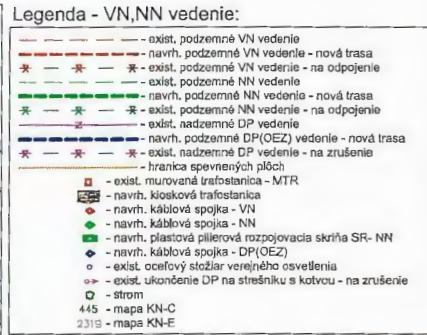 Legenda - VN,NN vedenie:
- exist. podzemné VN vedenie
- navrh. podzemné VN vedenie - nová trasa
- exist. podzemné VN vedenie - na odpojenie
- exist. podzemné NN vedenie
- navrh. podzemné NN vedenie - nová trasa
- exist. podzemné NN vedenie - na odpojenie
- exist. nadzemné DP vedenie
- navrh. podzemné DP(OEZ) vedenie - nová trasa
- exist. nadzemné DP vedenie - na zrušenie
- hranica spevnených plôch
- exist. murovaná trafostanica - MTR
- navrh. kiosková trafostanica
- navrh. káblová spojka - VN
- navrh. káblová spojka - NN
- navrh. plastová pilierová rozpojovacia skriňa SR- NN
- navrh. káblová spojka - DP(OEZ)
- exist. oceľový stožiar verejného osvetlenia
- exist. ukončenie DP na strešníku s kotvou - na zrušenie
- strom
445 - mapa KN-C
2319 - mapa KN-E